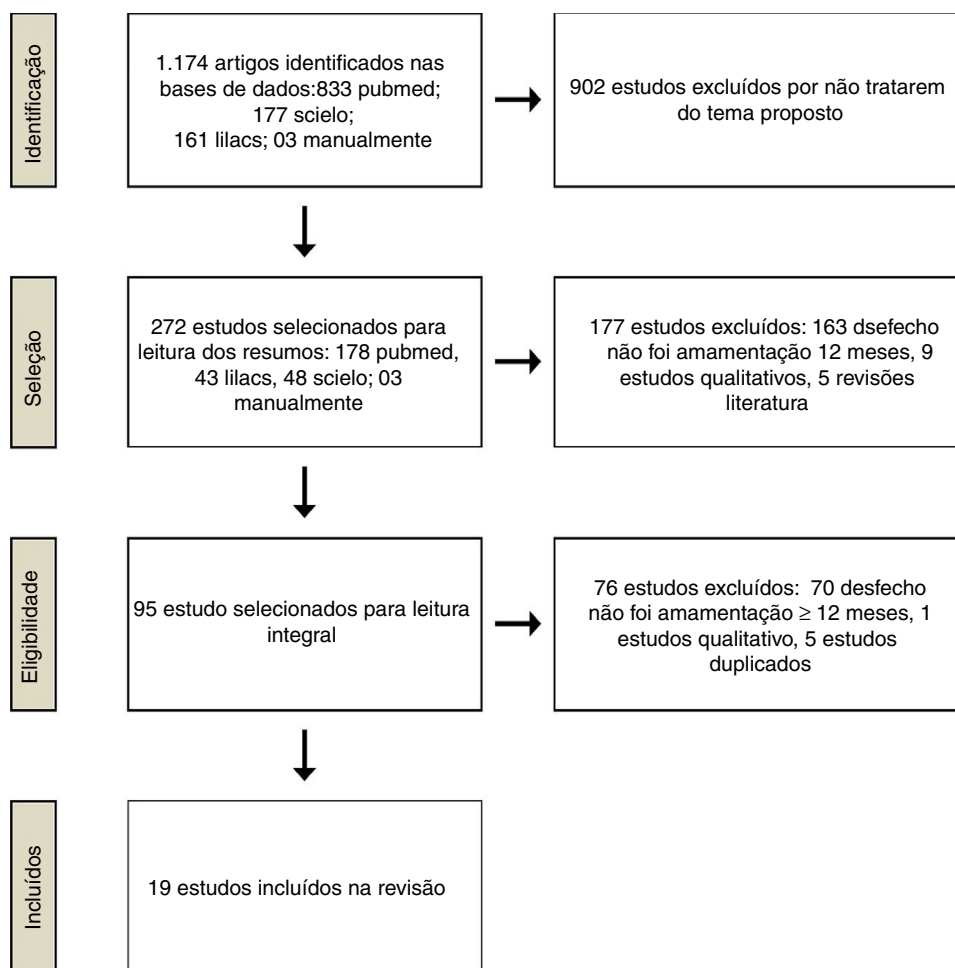 Identificação
1.174 artigos identificados nas
bases de dados:833 pubmed;
177 scielo;
161 lilacs; 03 manualmente
902 estudos excluídos por não tratarem
do tema proposto
Seleção
272 estudos selecionados para
leitura dos resumos: 178 pubmed,
43 lilacs, 48 scielo; 03
manualmente
177 estudos excluídos: 163 dsefecho
não foi amamentação 12 meses, 9
estudos qualitativos, 5 revisões
literatura
Eligibilidade
95 estudo selecionados para leitura
integral
76 estudos excluídos: 70 desfecho
não foi amamentação ≥ 12 meses, 1
estudos qualitativo, 5 estudos
duplicados
Incluídos
19 estudos incluídos na revisão